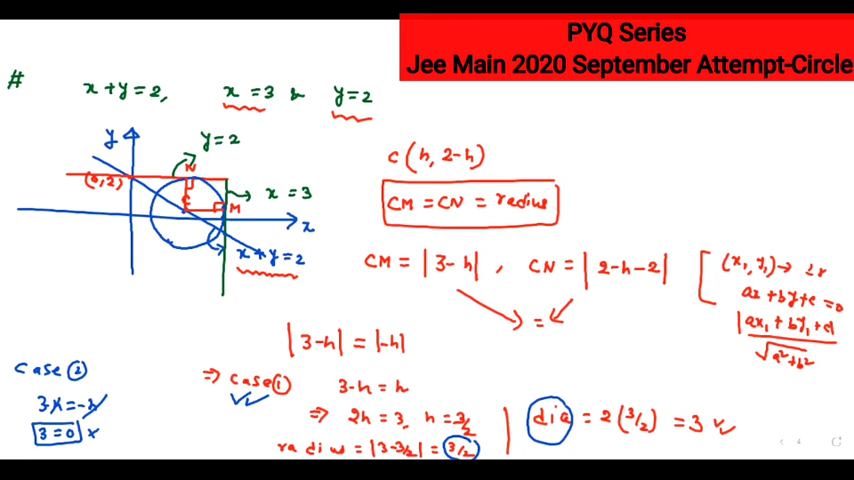 PYQ Series
Jee Main 2020 September Attempt-Circle
# x+y=2, x=3 & y=2
y
y=2
N
(0,2)
x=3
C
M
x
x+y=2
C(h, 2-h)
CM = CN = radius
CM = |3-h|, CN = |2-h-2|
(x₁, y₁) →
ax+by+c=0
|ax₁+by₁+c|
√a²+b²
=
|3-h| = |-h|
⇒ case ① 3-h = h
⇒ 2h = 3, h = 3/2
radius = |3-3/2| = 3/2
case ②
3-h = -h
3=0 ×
dia = 2(3/2) = 3